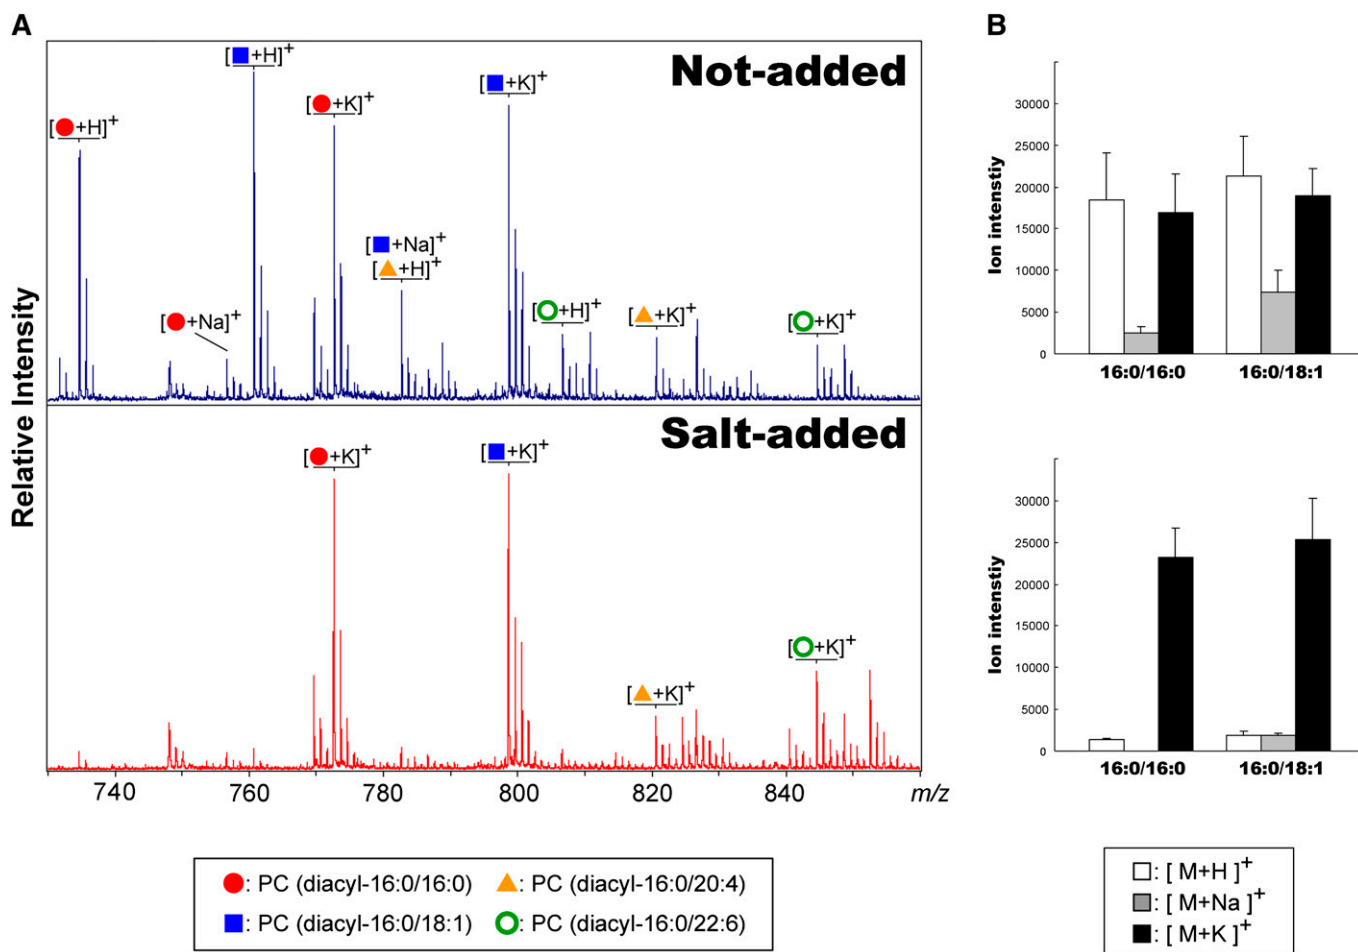 A
B
Not-added
[■+H]⁺
[●+K]⁺
[■+K]⁺
[●+H]⁺
[■+Na]⁺
[▲+H]⁺
[●+Na]⁺
[○+H]⁺
[▲+K]⁺
[○+K]⁺
Salt-added
[●+K]⁺
[■+K]⁺
[○+K]⁺
[▲+K]⁺
Relative Intensity
740 760 780 800 820 840 m/z
●: PC (diacyl-16:0/16:0) ▲: PC (diacyl-16:0/20:4)
■: PC (diacyl-16:0/18:1) ○: PC (diacyl-16:0/22:6)
Ion intenstiy
35000
30000
25000
20000
15000
10000
5000
0
16:0/16:0 16:0/18:1
Ion intenstiy
30000
25000
20000
15000
10000
5000
0
16:0/16:0 16:0/18:1
□: [ M+H ]⁺
■: [ M+Na ]⁺
■: [ M+K ]⁺